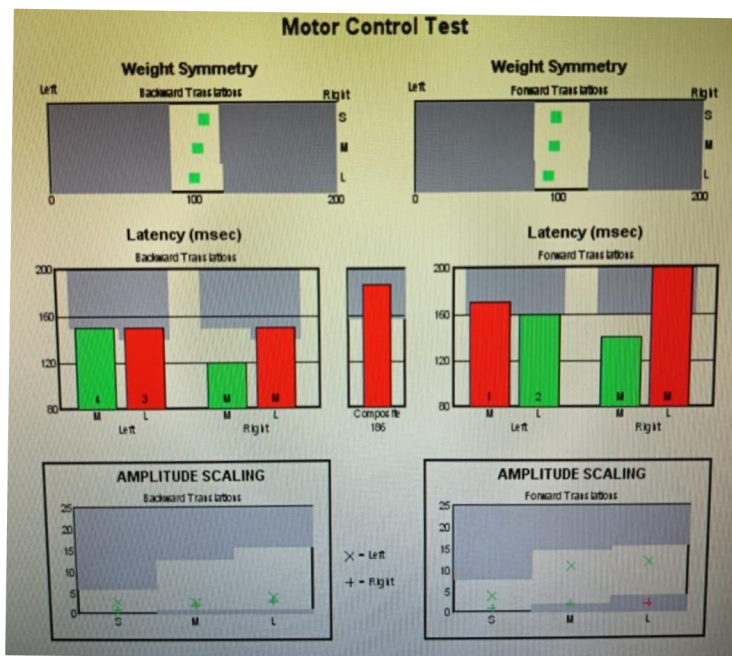 Motor Control Test
Weight Symmetry
Left Backward Translations Right
S
M
L
0 100 200
Weight Symmetry
Left Forward Translations Right
S
M
L
0 100 200
Latency (msec)
Backward Translations
200
160
120
80
4 3 M M
M L M L
Left Right
Composite
186
Latency (msec)
Forward Translations
200
160
120
80
1 2 M M
M L M L
Left Right
AMPLITUDE SCALING
Backward Translations
25
20
15
10
5
0
S M L
× - Left
+ - Right
AMPLITUDE SCALING
Forward Translations
25
20
15
10
5
0
S M L